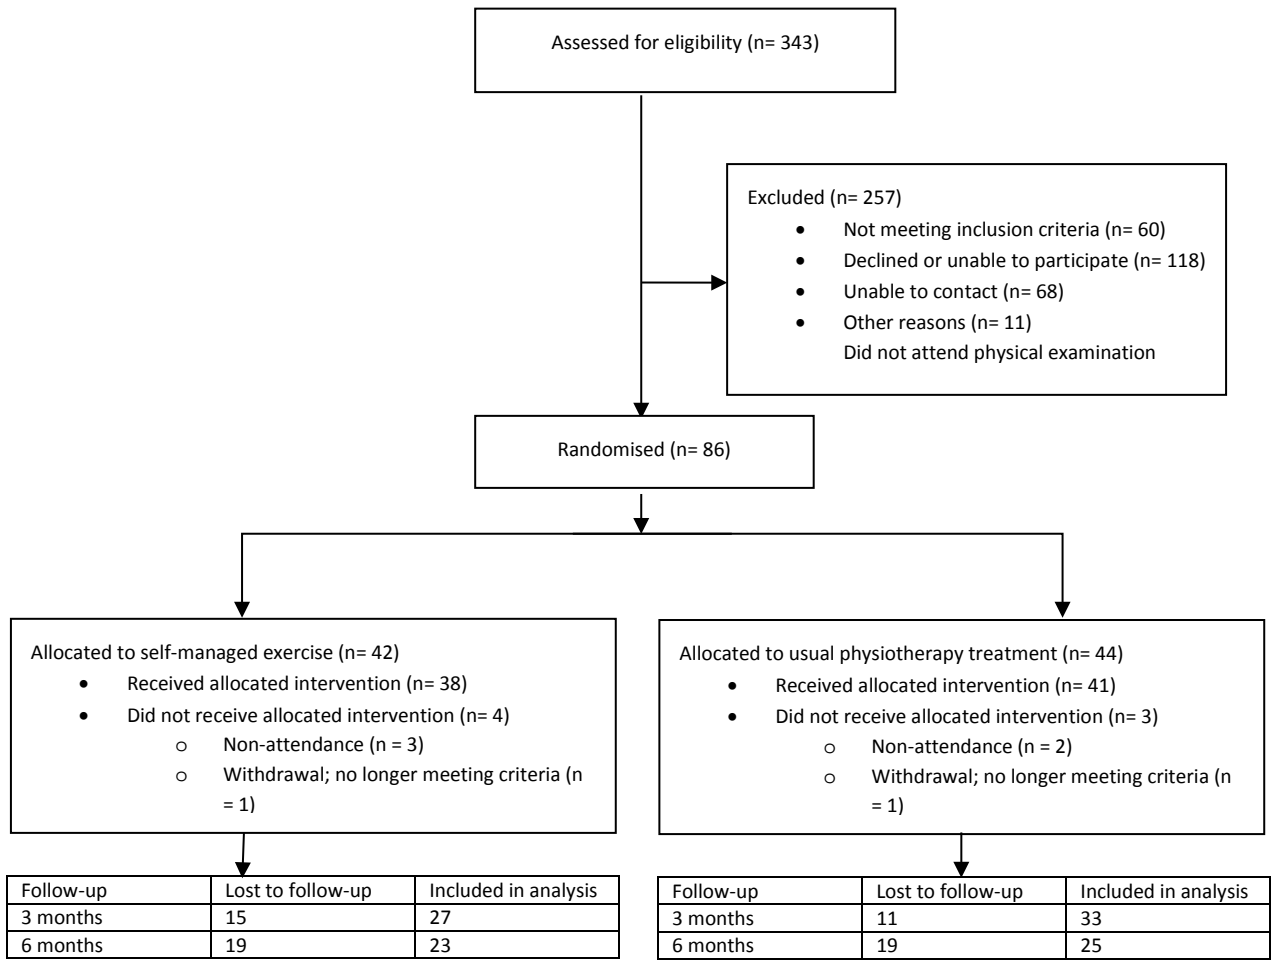 Assessed for eligibility (n= 343)
Excluded (n= 257)
• Not meeting inclusion criteria (n= 60)
• Declined or unable to participate (n= 118)
• Unable to contact (n= 68)
• Other reasons (n= 11)
Did not attend physical examination
Randomised (n= 86)
Allocated to self-managed exercise (n= 42)
• Received allocated intervention (n= 38)
• Did not receive allocated intervention (n= 4)
o Non-attendance (n = 3)
o Withdrawal; no longer meeting criteria (n
= 1)
Allocated to usual physiotherapy treatment (n= 44)
• Received allocated intervention (n= 41)
• Did not receive allocated intervention (n= 3)
o Non-attendance (n = 2)
o Withdrawal; no longer meeting criteria (n
= 1)
Follow-up Lost to follow-up Included in analysis
3 months 15 27
6 months 19 23
Follow-up Lost to follow-up Included in analysis
3 months 11 33
6 months 19 25